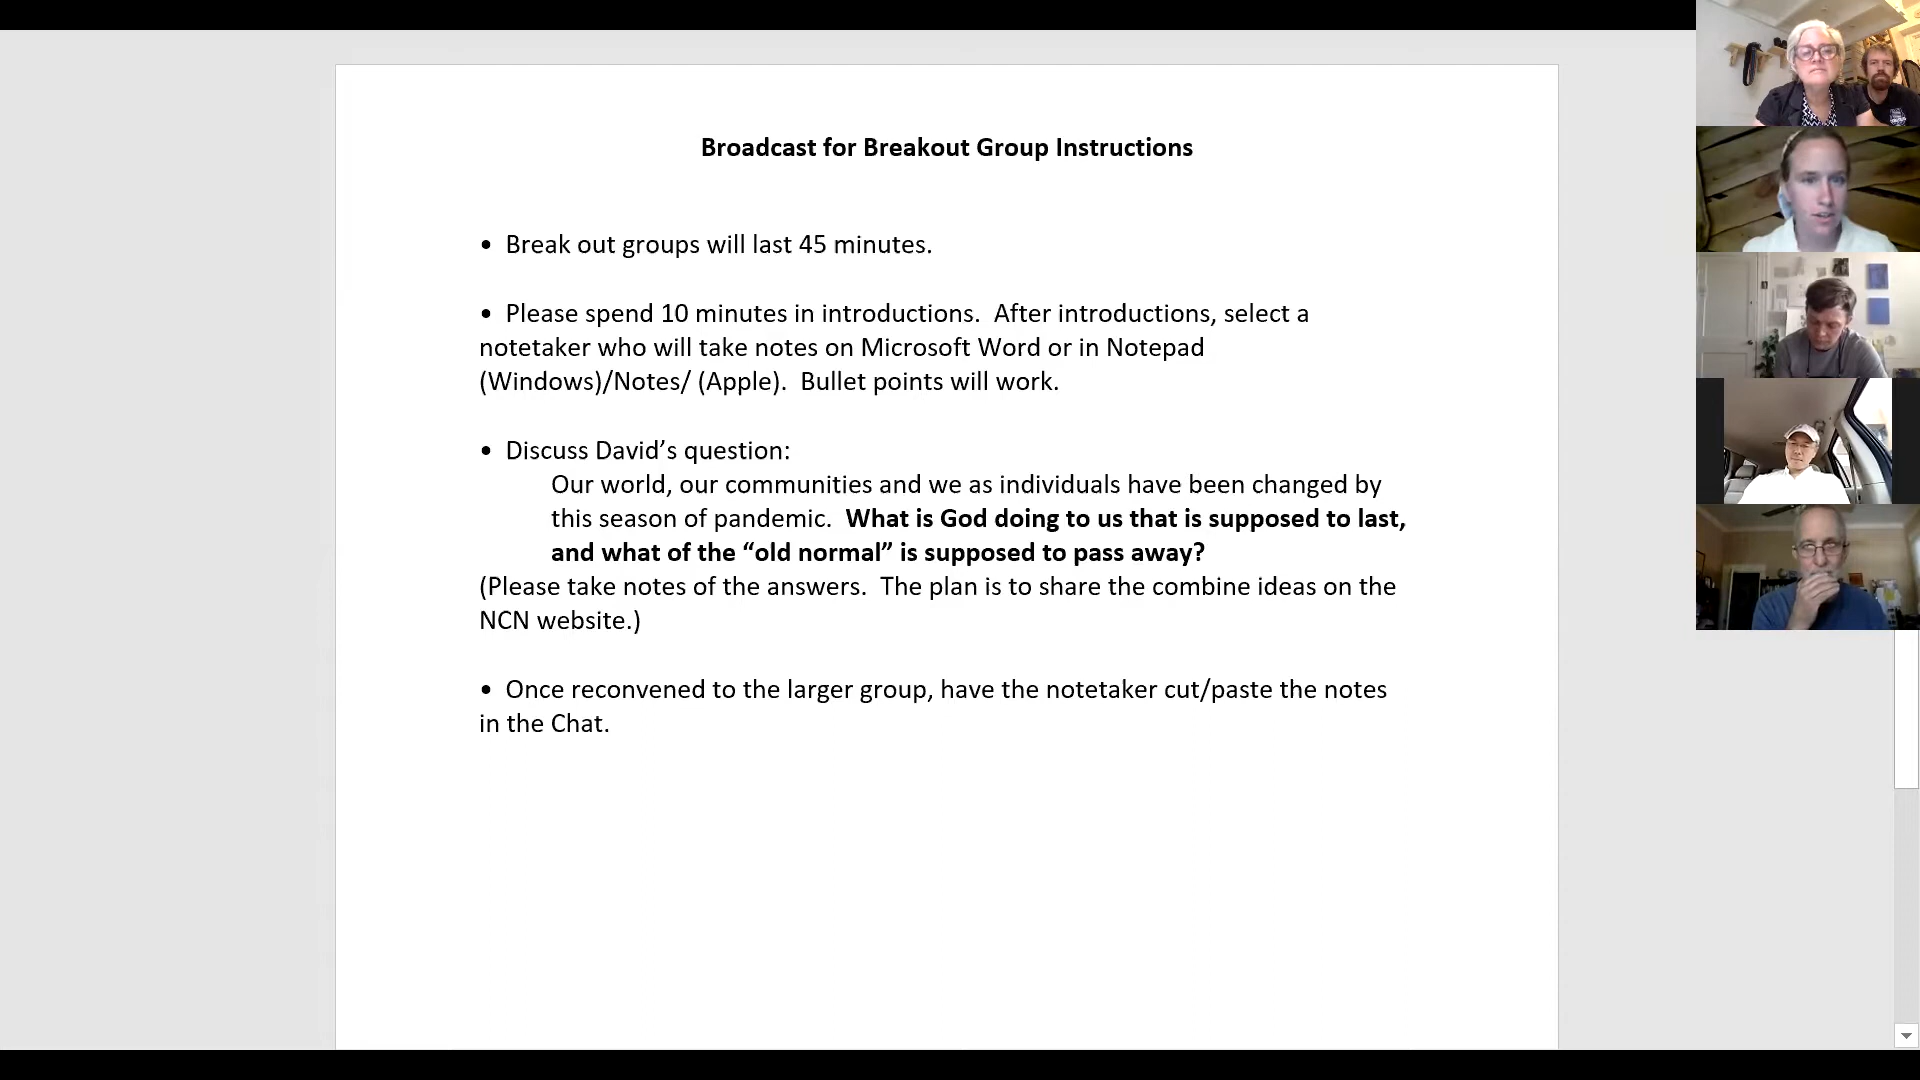 Broadcast for Breakout Group Instructions
• Break out groups will last 45 minutes.
• Please spend 10 minutes in introductions.  After introductions, select a
notetaker who will take notes on Microsoft Word or in Notepad
(Windows)/Notes/ (Apple).  Bullet points will work.
• Discuss David’s question:
Our world, our communities and we as individuals have been changed by
this season of pandemic.  What is God doing to us that is supposed to last,
and what of the “old normal” is supposed to pass away?
(Please take notes of the answers.  The plan is to share the combine ideas on the
NCN website.)
• Once reconvened to the larger group, have the notetaker cut/paste the notes
in the Chat.